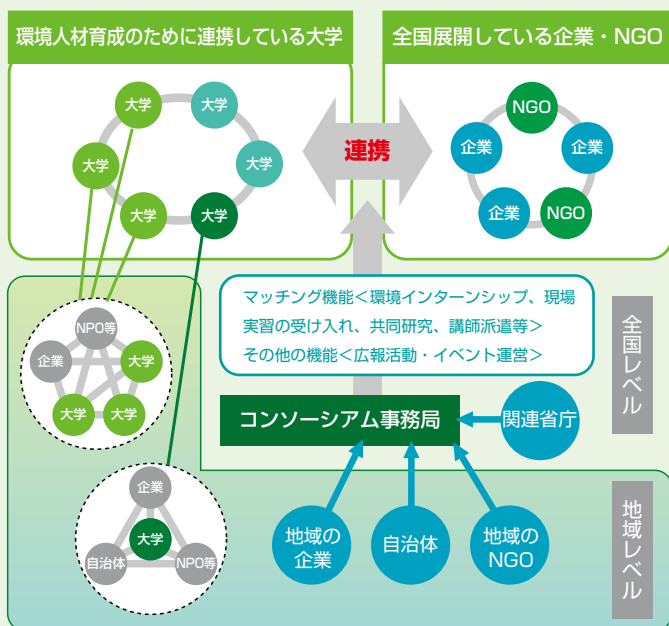 環境人材育成のために連携している大学
全国展開している企業・NGO
大学
大学
大学
大学
大学
大学
連携
NGO
企業
企業
企業
NGO
マッチング機能<環境インターンシップ、現場
実習の受け入れ、共同研究、講師派遣等>
その他の機能<広報活動・イベント運営>
全国レベル
NPO等
企業
大学
大学
大学
コンソーシアム事務局
関連省庁
企業
大学
自治体
NPO等
地域の
企業
自治体
地域の
NGO
地域レベル